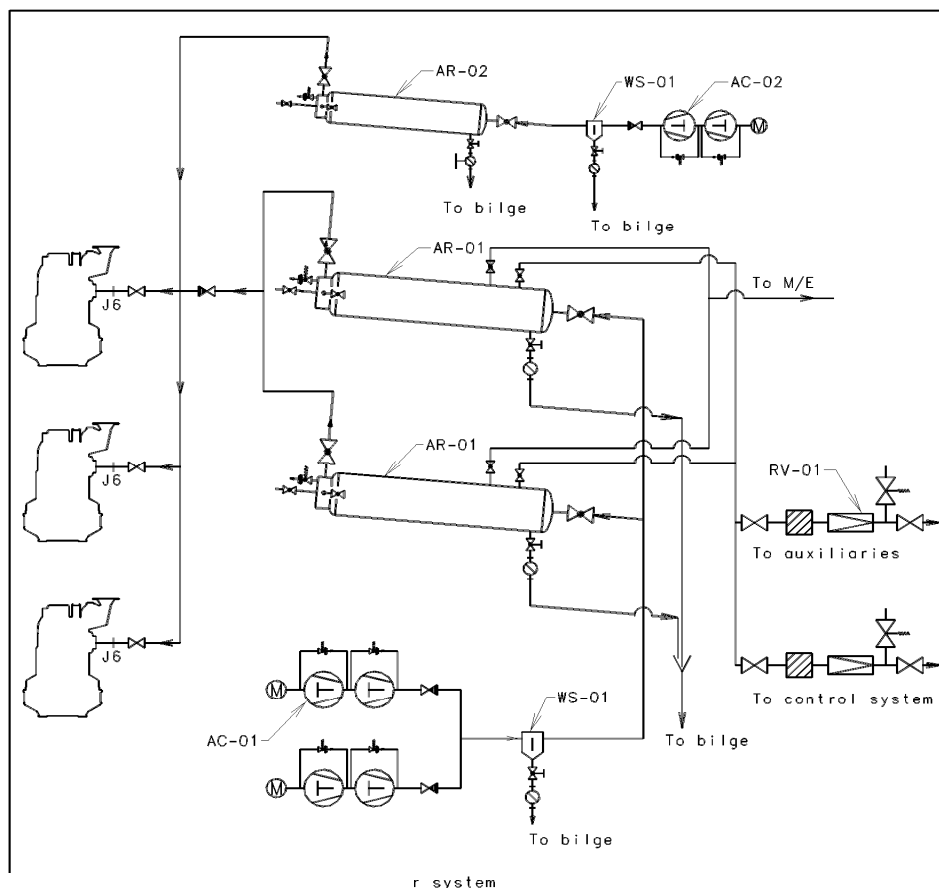 AR-02
WS-01
AC-02
M
To bilge
To bilge
AR-01
To M/E
J6
AR-01
RV-01
J6
To auxiliaries
J6
To control system
M
WS-01
AC-01
To bilge
M
To bilge
r system